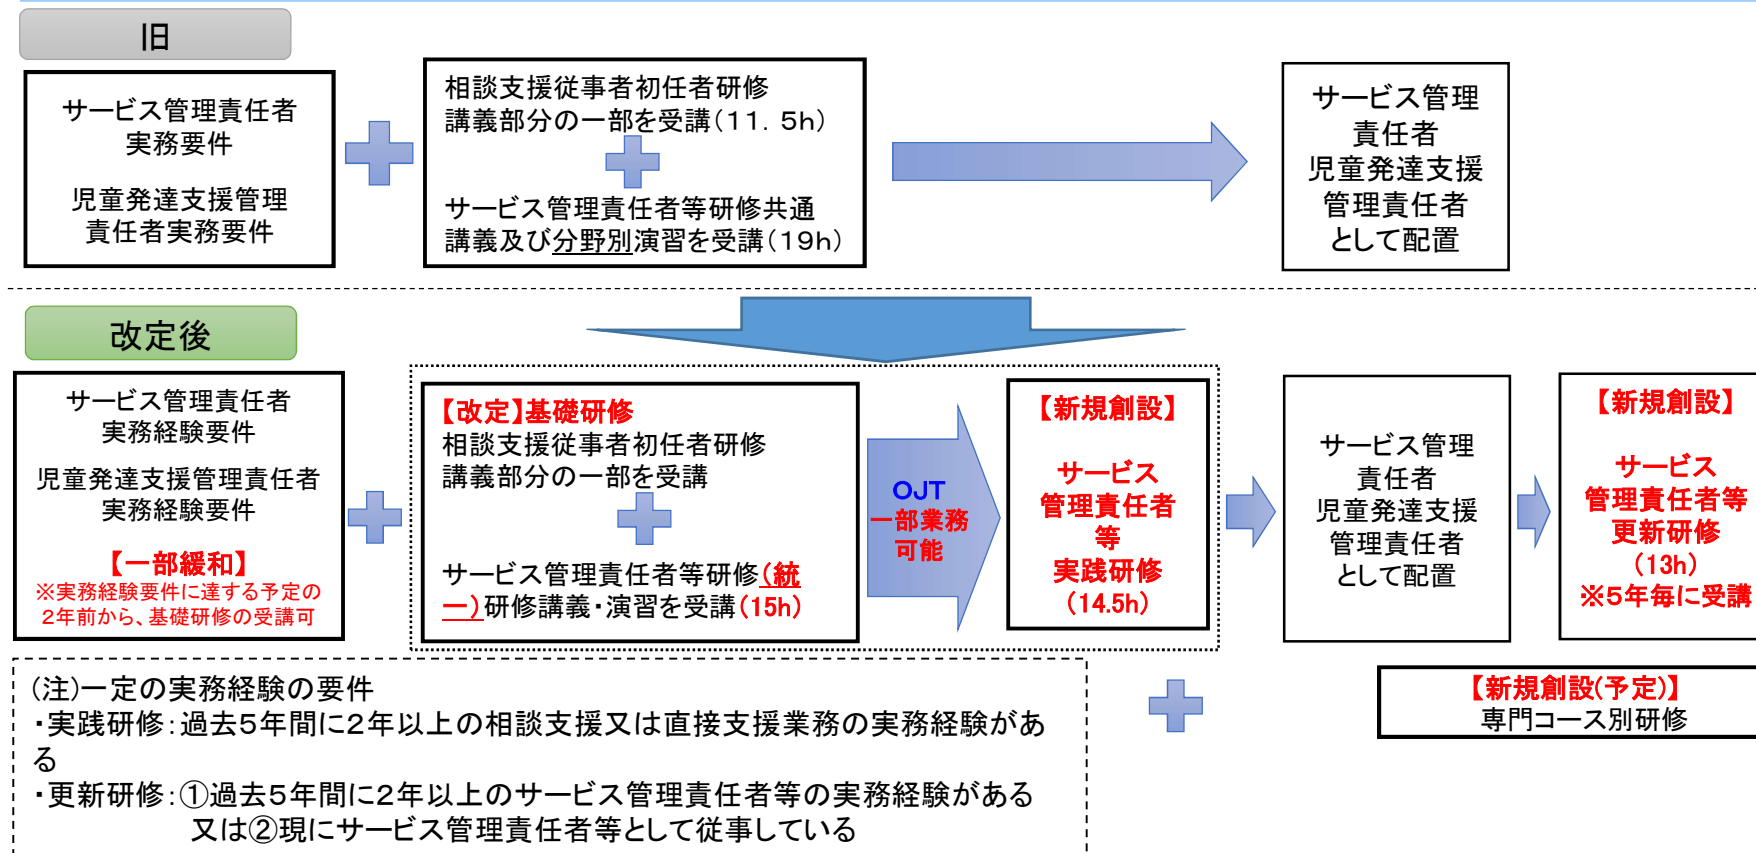 旧
サービス管理責任者
実務要件
児童発達支援管理
責任者実務要件
相談支援従事者初任者研修
講義部分の一部を受講(11.5h)
サービス管理責任者等研修共通
講義及び分野別演習を受講(19h)
サービス管理
責任者
児童発達支援
管理責任者
として配置
改定後
サービス管理責任者
実務経験要件
児童発達支援管理責任者
実務経験要件
【一部緩和】
※実務経験要件に達する予定の
2年前から、基礎研修の受講可
【改定】基礎研修
相談支援従事者初任者研修
講義部分の一部を受講
サービス管理責任者等研修(統
一)研修講義・演習を受講(15h)
OJT
一部業務
可能
【新規創設】
サービス
管理責任者
等
実践研修
(14.5h)
サービス管理
責任者
児童発達支援
管理責任者
として配置
【新規創設】
サービス
管理責任者等
更新研修
(13h)
※5年毎に受講
(注)一定の実務経験の要件
・実践研修:過去5年間に2年以上の相談支援又は直接支援業務の実務経験があ
る
・更新研修:①過去5年間に2年以上のサービス管理責任者等の実務経験がある
又は②現にサービス管理責任者等として従事している
【新規創設(予定)】
専門コース別研修